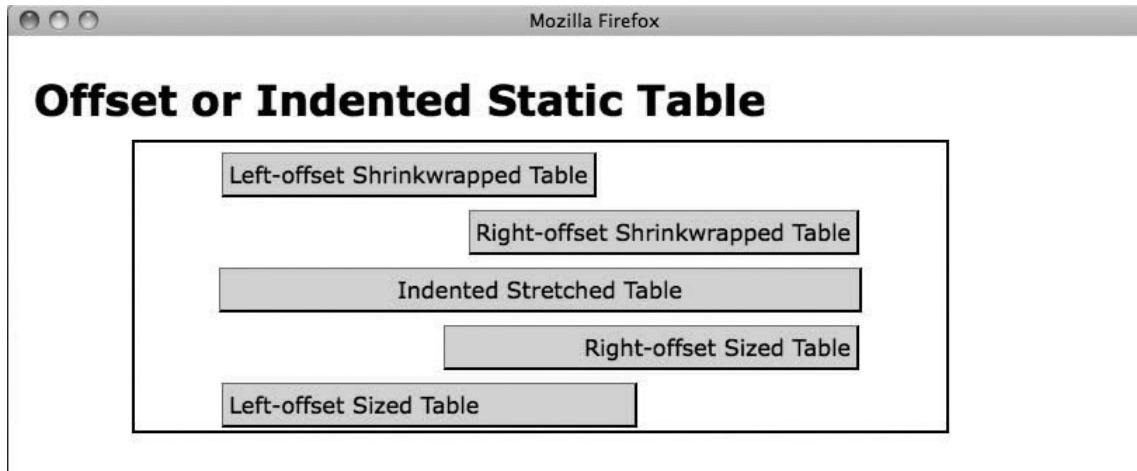 Mozilla Firefox
Offset or Indented Static Table
Left-offset Shrinkwrapped Table
Right-offset Shrinkwrapped Table
Indented Stretched Table
Right-offset Sized Table
Left-offset Sized Table